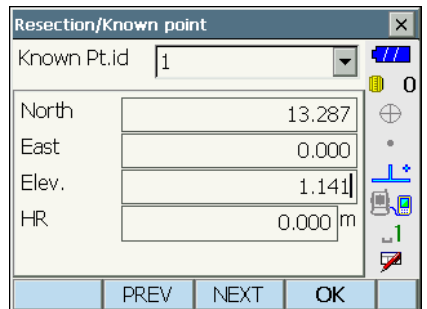 Resection/Known point
Known Pt.id 1
0
North 13.287
East 0.000
Elev. 1.141
HR 0.000 m
1
PREV NEXT OK